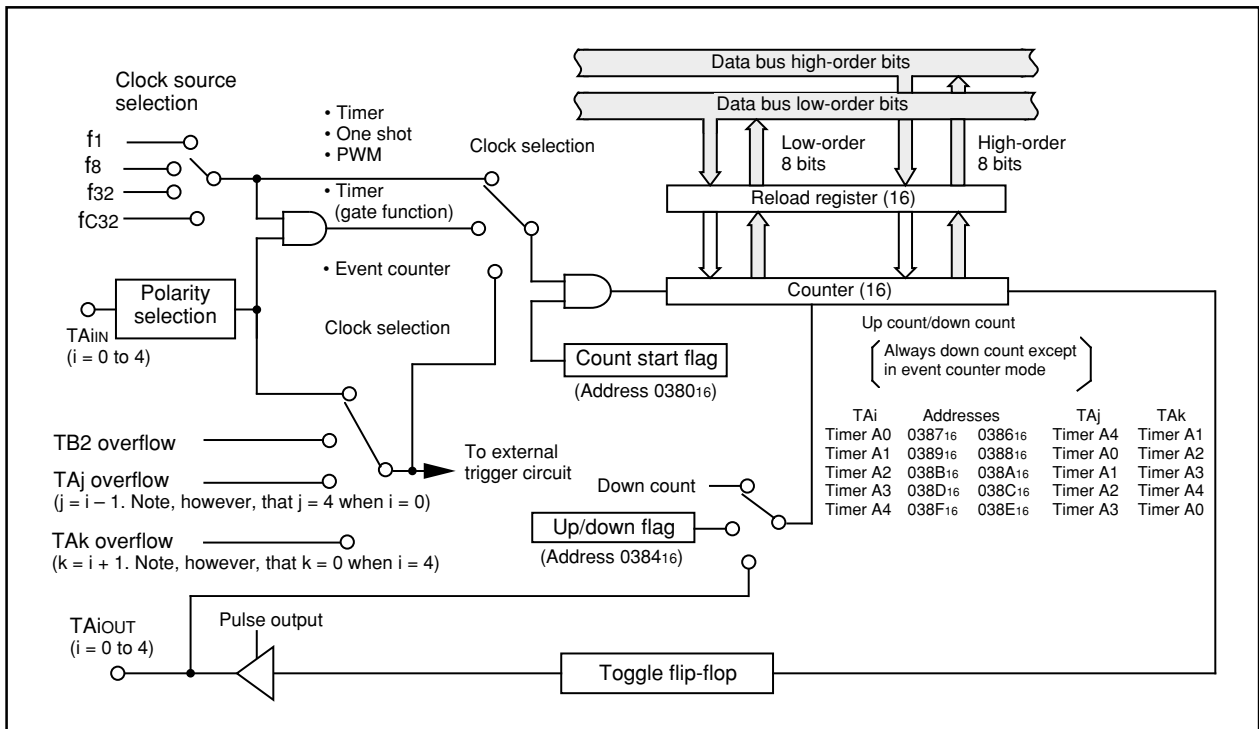 Clock source
selection
f1
f8
f32
fC32
• Timer
• One shot
• PWM
• Timer
(gate function)
• Event counter
Clock selection
Clock selection
Data bus high-order bits
Data bus low-order bits
Low-order
8 bits
High-order
8 bits
Reload register (16)
Counter (16)
Polarity
selection
TAiIN
(i = 0 to 4)
Count start flag
(Address 038016)
Up count/down count
Always down count except
in event counter mode
TB2 overflow
TAj overflow
(j = i – 1. Note, however, that j = 4 when i = 0)
TAk overflow
(k = i + 1. Note, however, that k = 0 when i = 4)
To external
trigger circuit
Down count
Up/down flag
(Address 038416)
TAi Addresses TAj TAk
Timer A0 038716 038616 Timer A4 Timer A1
Timer A1 038916 038816 Timer A0 Timer A2
Timer A2 038B16 038A16 Timer A1 Timer A3
Timer A3 038D16 038C16 Timer A2 Timer A4
Timer A4 038F16 038E16 Timer A3 Timer A0
TAiOUT
(i = 0 to 4)
Pulse output
Toggle flip-flop